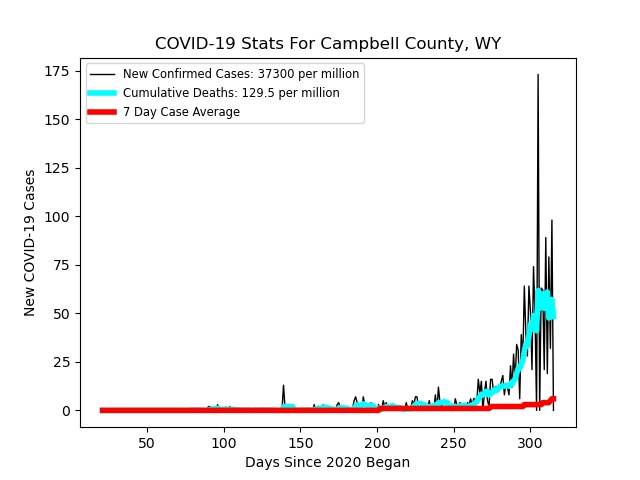 COVID-19 Stats For Campbell County, WY
New Confirmed Cases: 37300 per million
Cumulative Deaths: 129.5 per million
7 Day Case Average
175
150
125
100
75
50
25
0
New COVID-19 Cases
50 100 150 200 250 300
Days Since 2020 Began